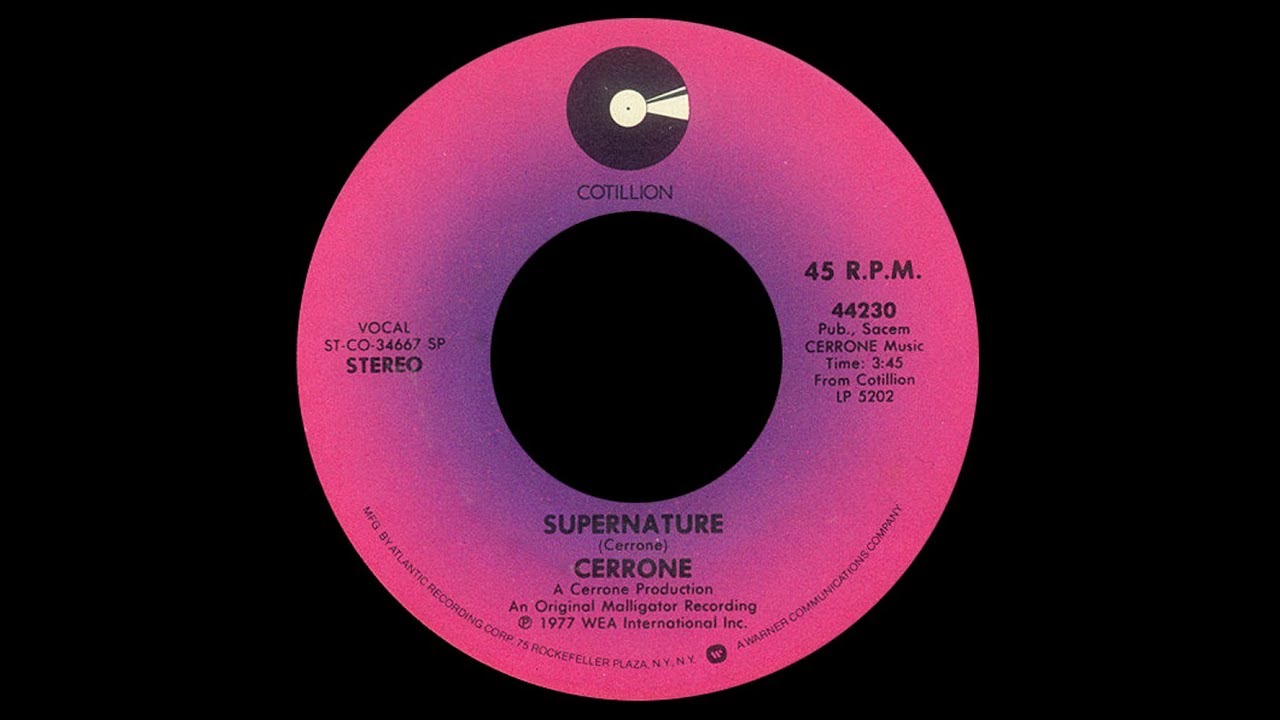 COTILLION
45 R.P.M.
44230
Pub., Sacem
CERRONE Music
Time: 3:45
From Cotillion
LP 5202
VOCAL
ST-CO-34667 SP
STEREO
SUPERNATURE
(Cerrone)
CERRONE
A Cerrone Production
An Original Malligator Recording
℗ 1977 WEA International Inc.
MFG. BY ATLANTIC RECORDING CORP. 75 ROCKEFELLER PLAZA, N.Y., N.Y. W A WARNER COMMUNICATIONS COMPANY